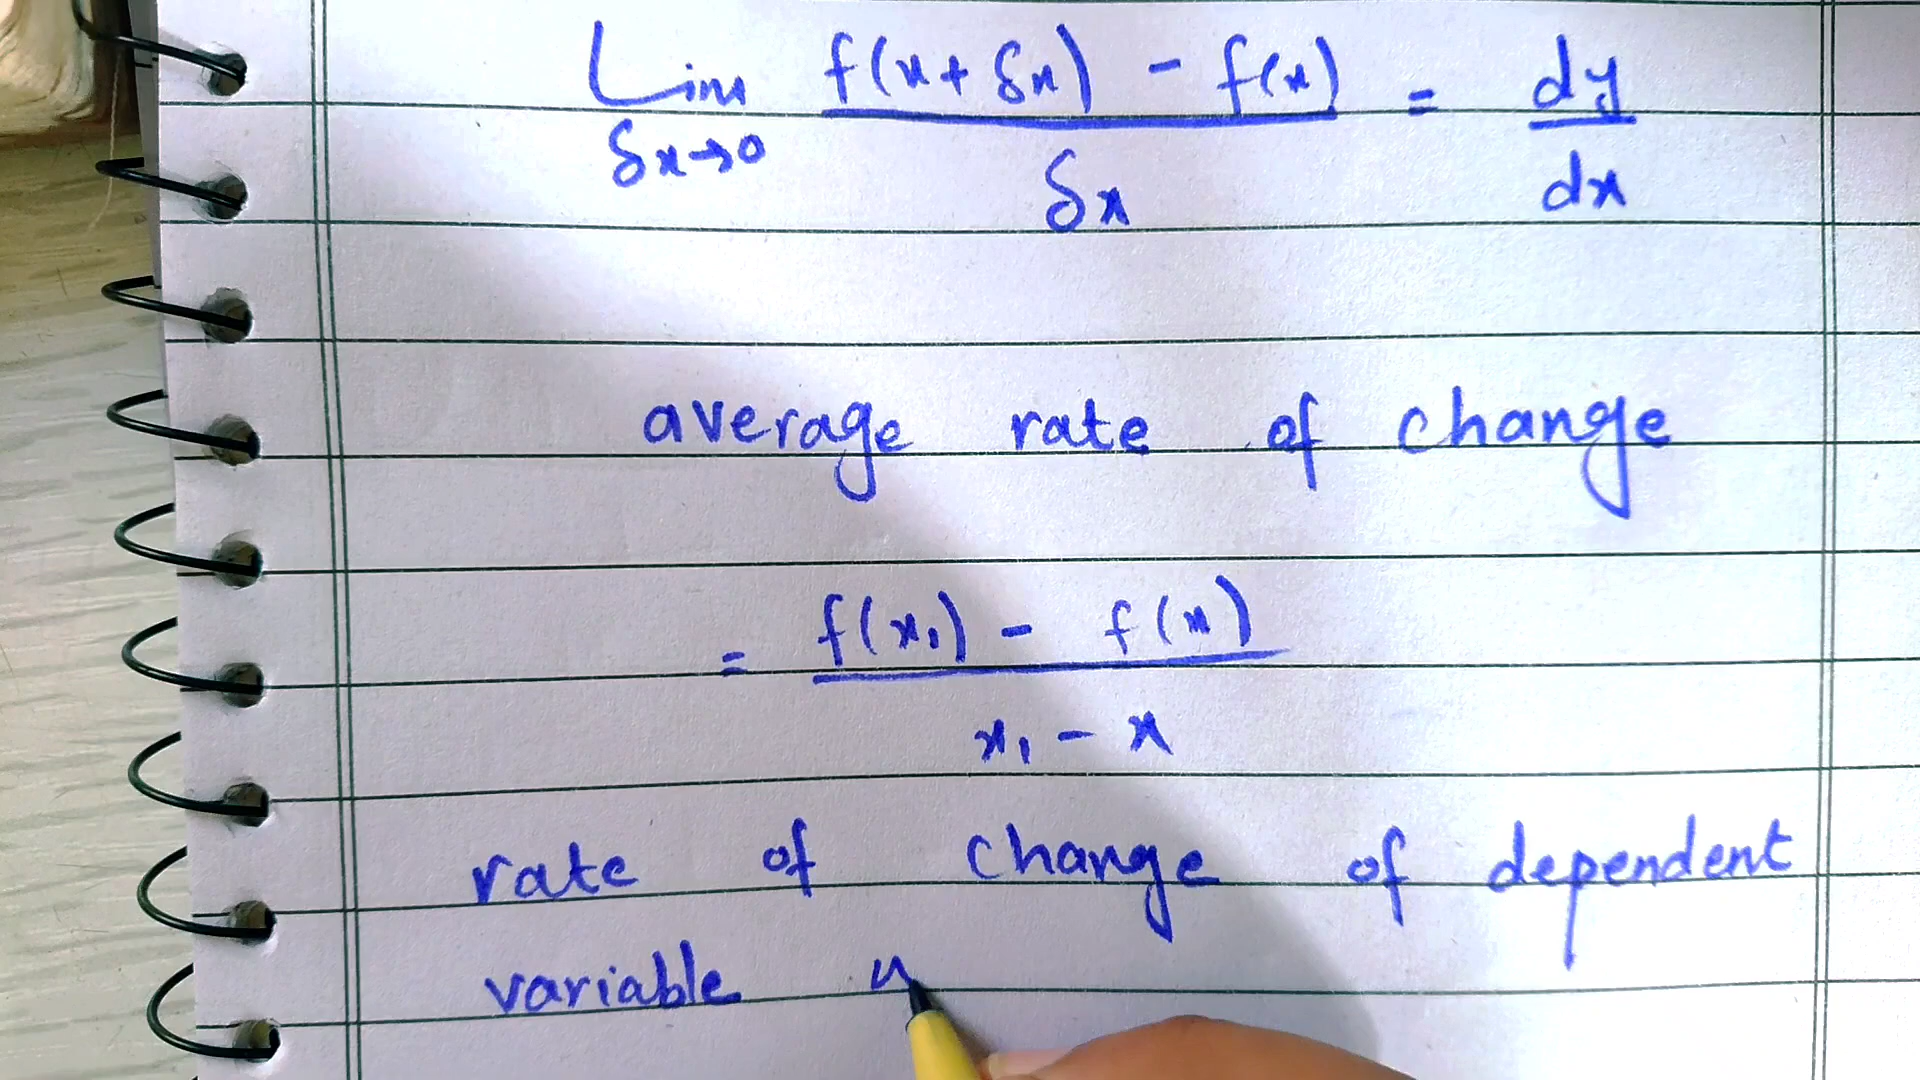 Lim f(x+δx) - f(x) = dy
δx→0 δx dx
average rate of change
= f(x₁) - f(x)
x₁ - x
rate of change of dependent
variable